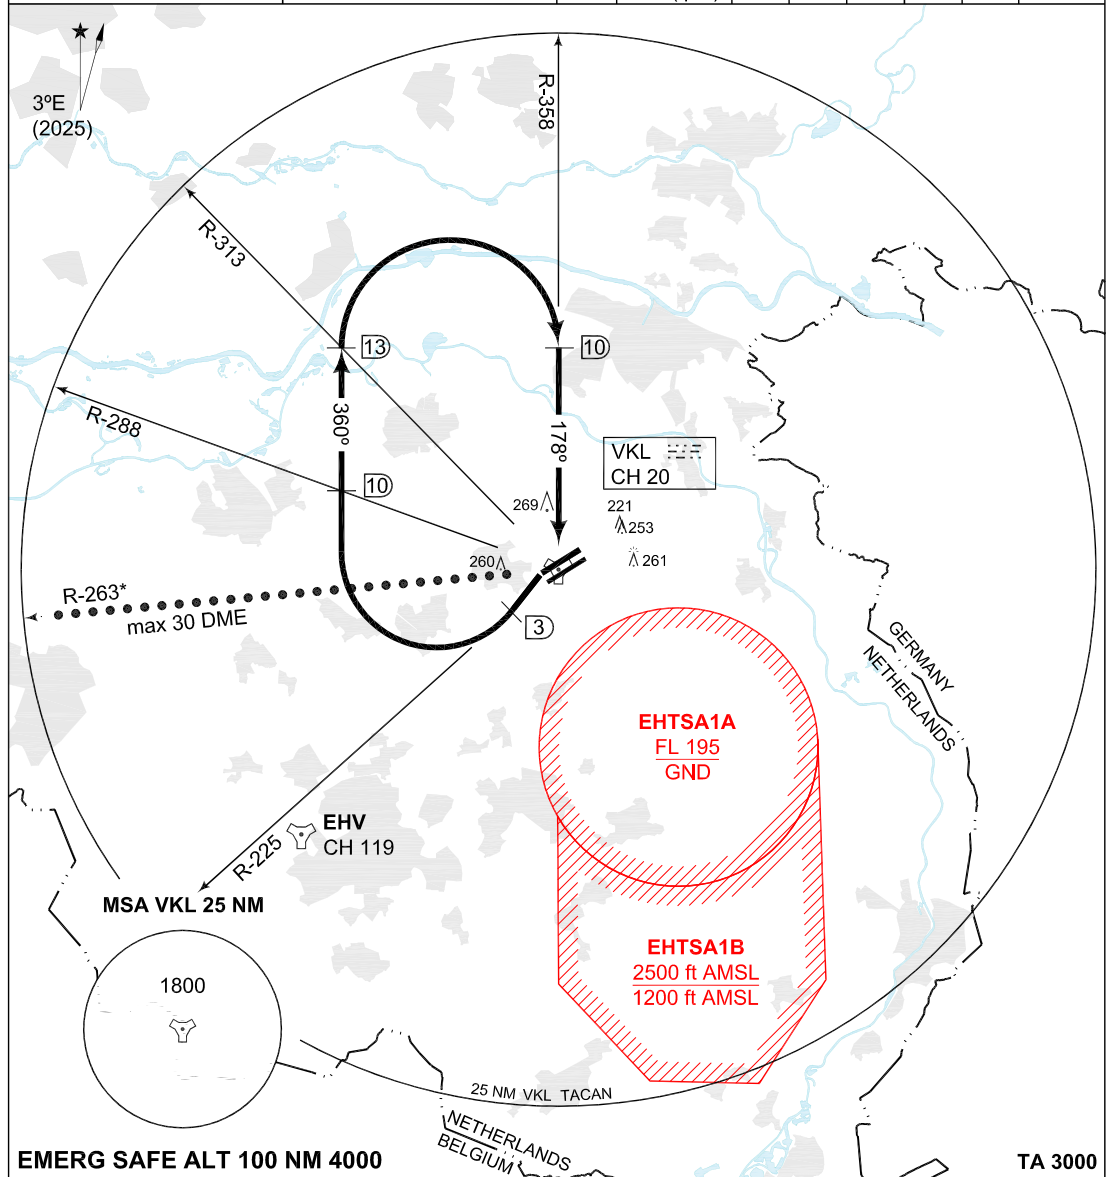 3ºE
(2025)
R-358
R-313
13
10
R-288
360º
178º
10
VKL
CH 20
269
221
253
260
261
R-263*
max 30 DME
3
GERMANY
NETHERLANDS
EHTSA1A
FL 195
GND
EHV
CH 119
R-225
MSA VKL 25 NM
EHTSA1B
2500 ft AMSL
1200 ft AMSL
1800
25 NM VKL TACAN
NETHERLANDS
BELGIUM
EMERG SAFE ALT 100 NM 4000
TA 3000